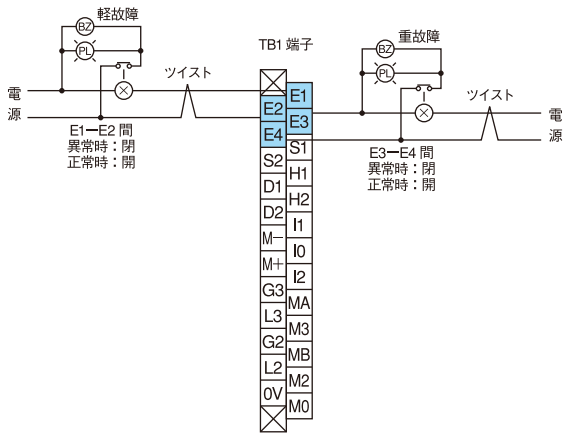 軽故障
BZ
PL
ツイスト
電
源
E1−E2 間
異常時：閉
正常時：開
TB1 端子
E2
E4
S2
D1
D2
M−
M+
G3
L3
G2
L2
0V
E1
E3
S1
H1
H2
I1
I0
I2
MA
M3
MB
M2
M0
重故障
BZ
PL
ツイスト
電
源
E3−E4 間
異常時：閉
正常時：開